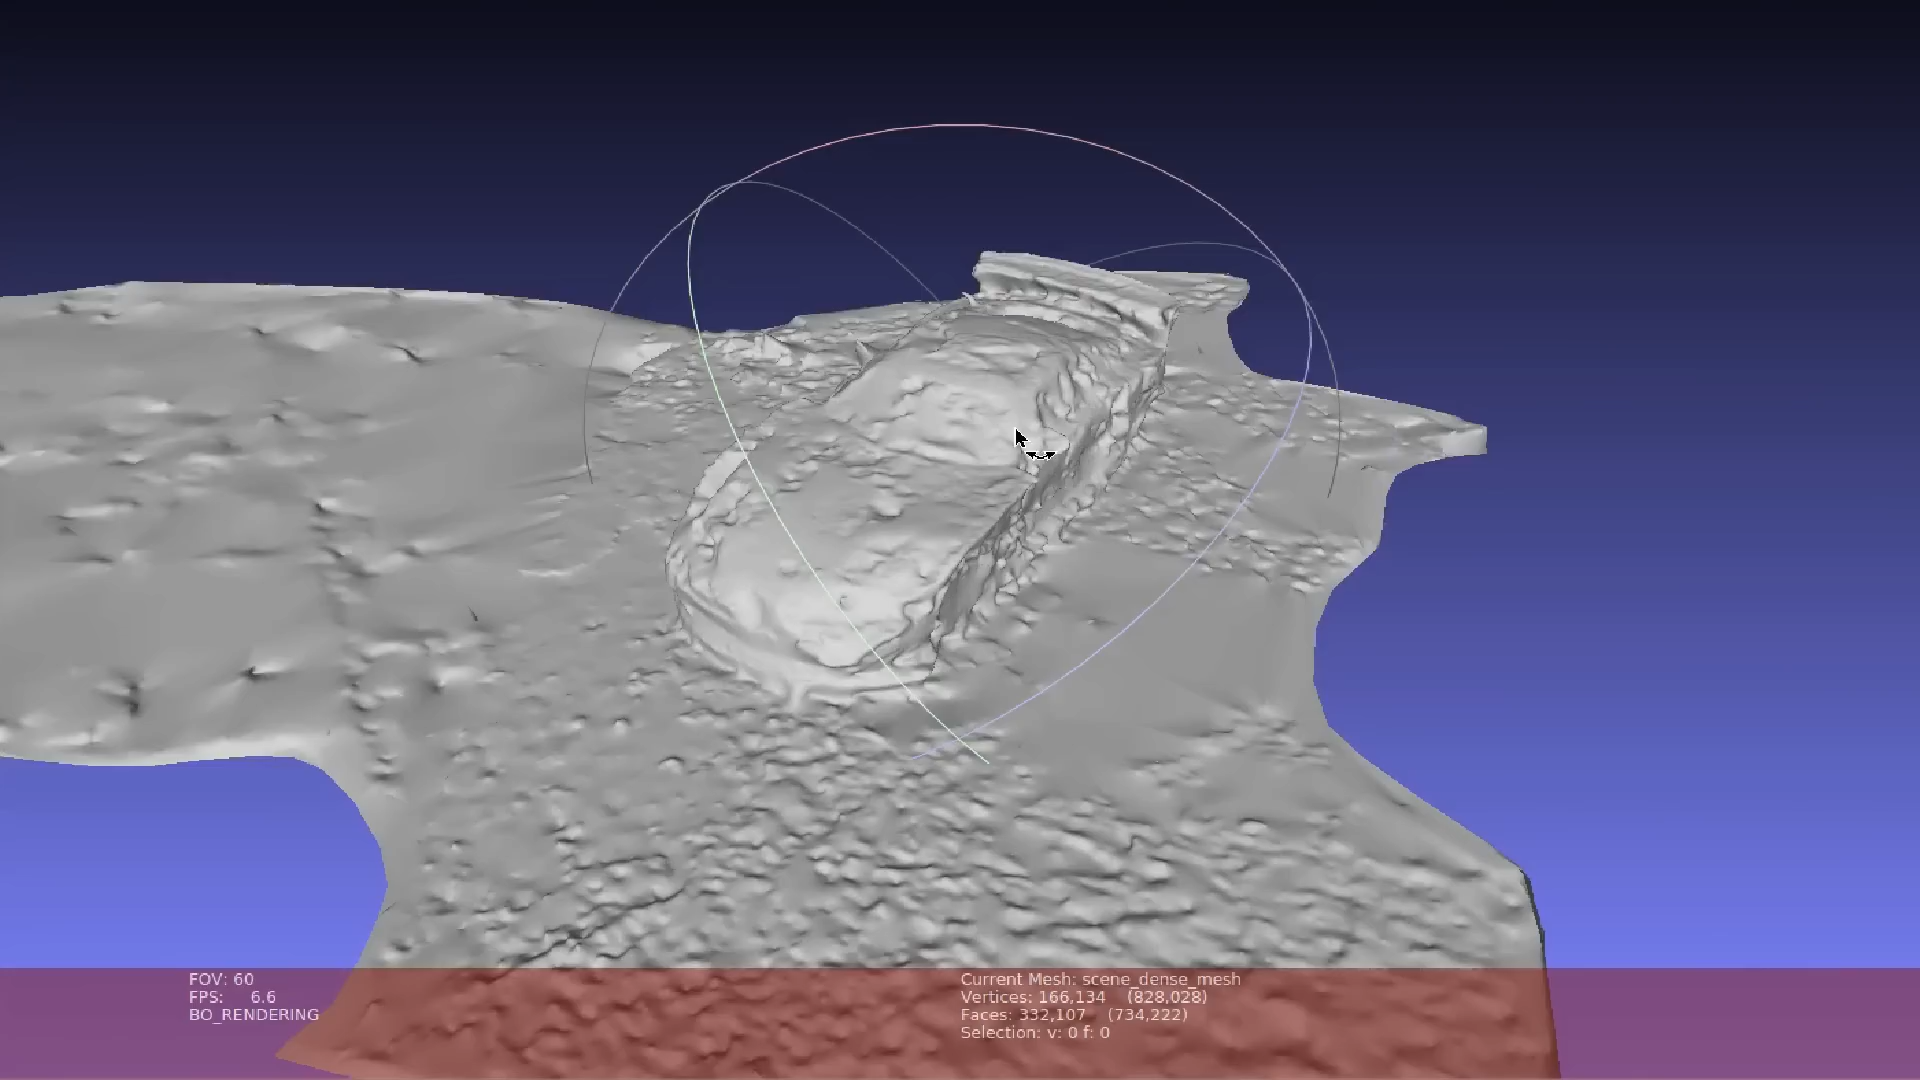 FOV: 60
FPS: 6.6
BO_RENDERING
Current Mesh: scene_dense_mesh
Vertices: 166,134 (828,028)
Faces: 332,107 (734,222)
Selection: v: 0 f: 0